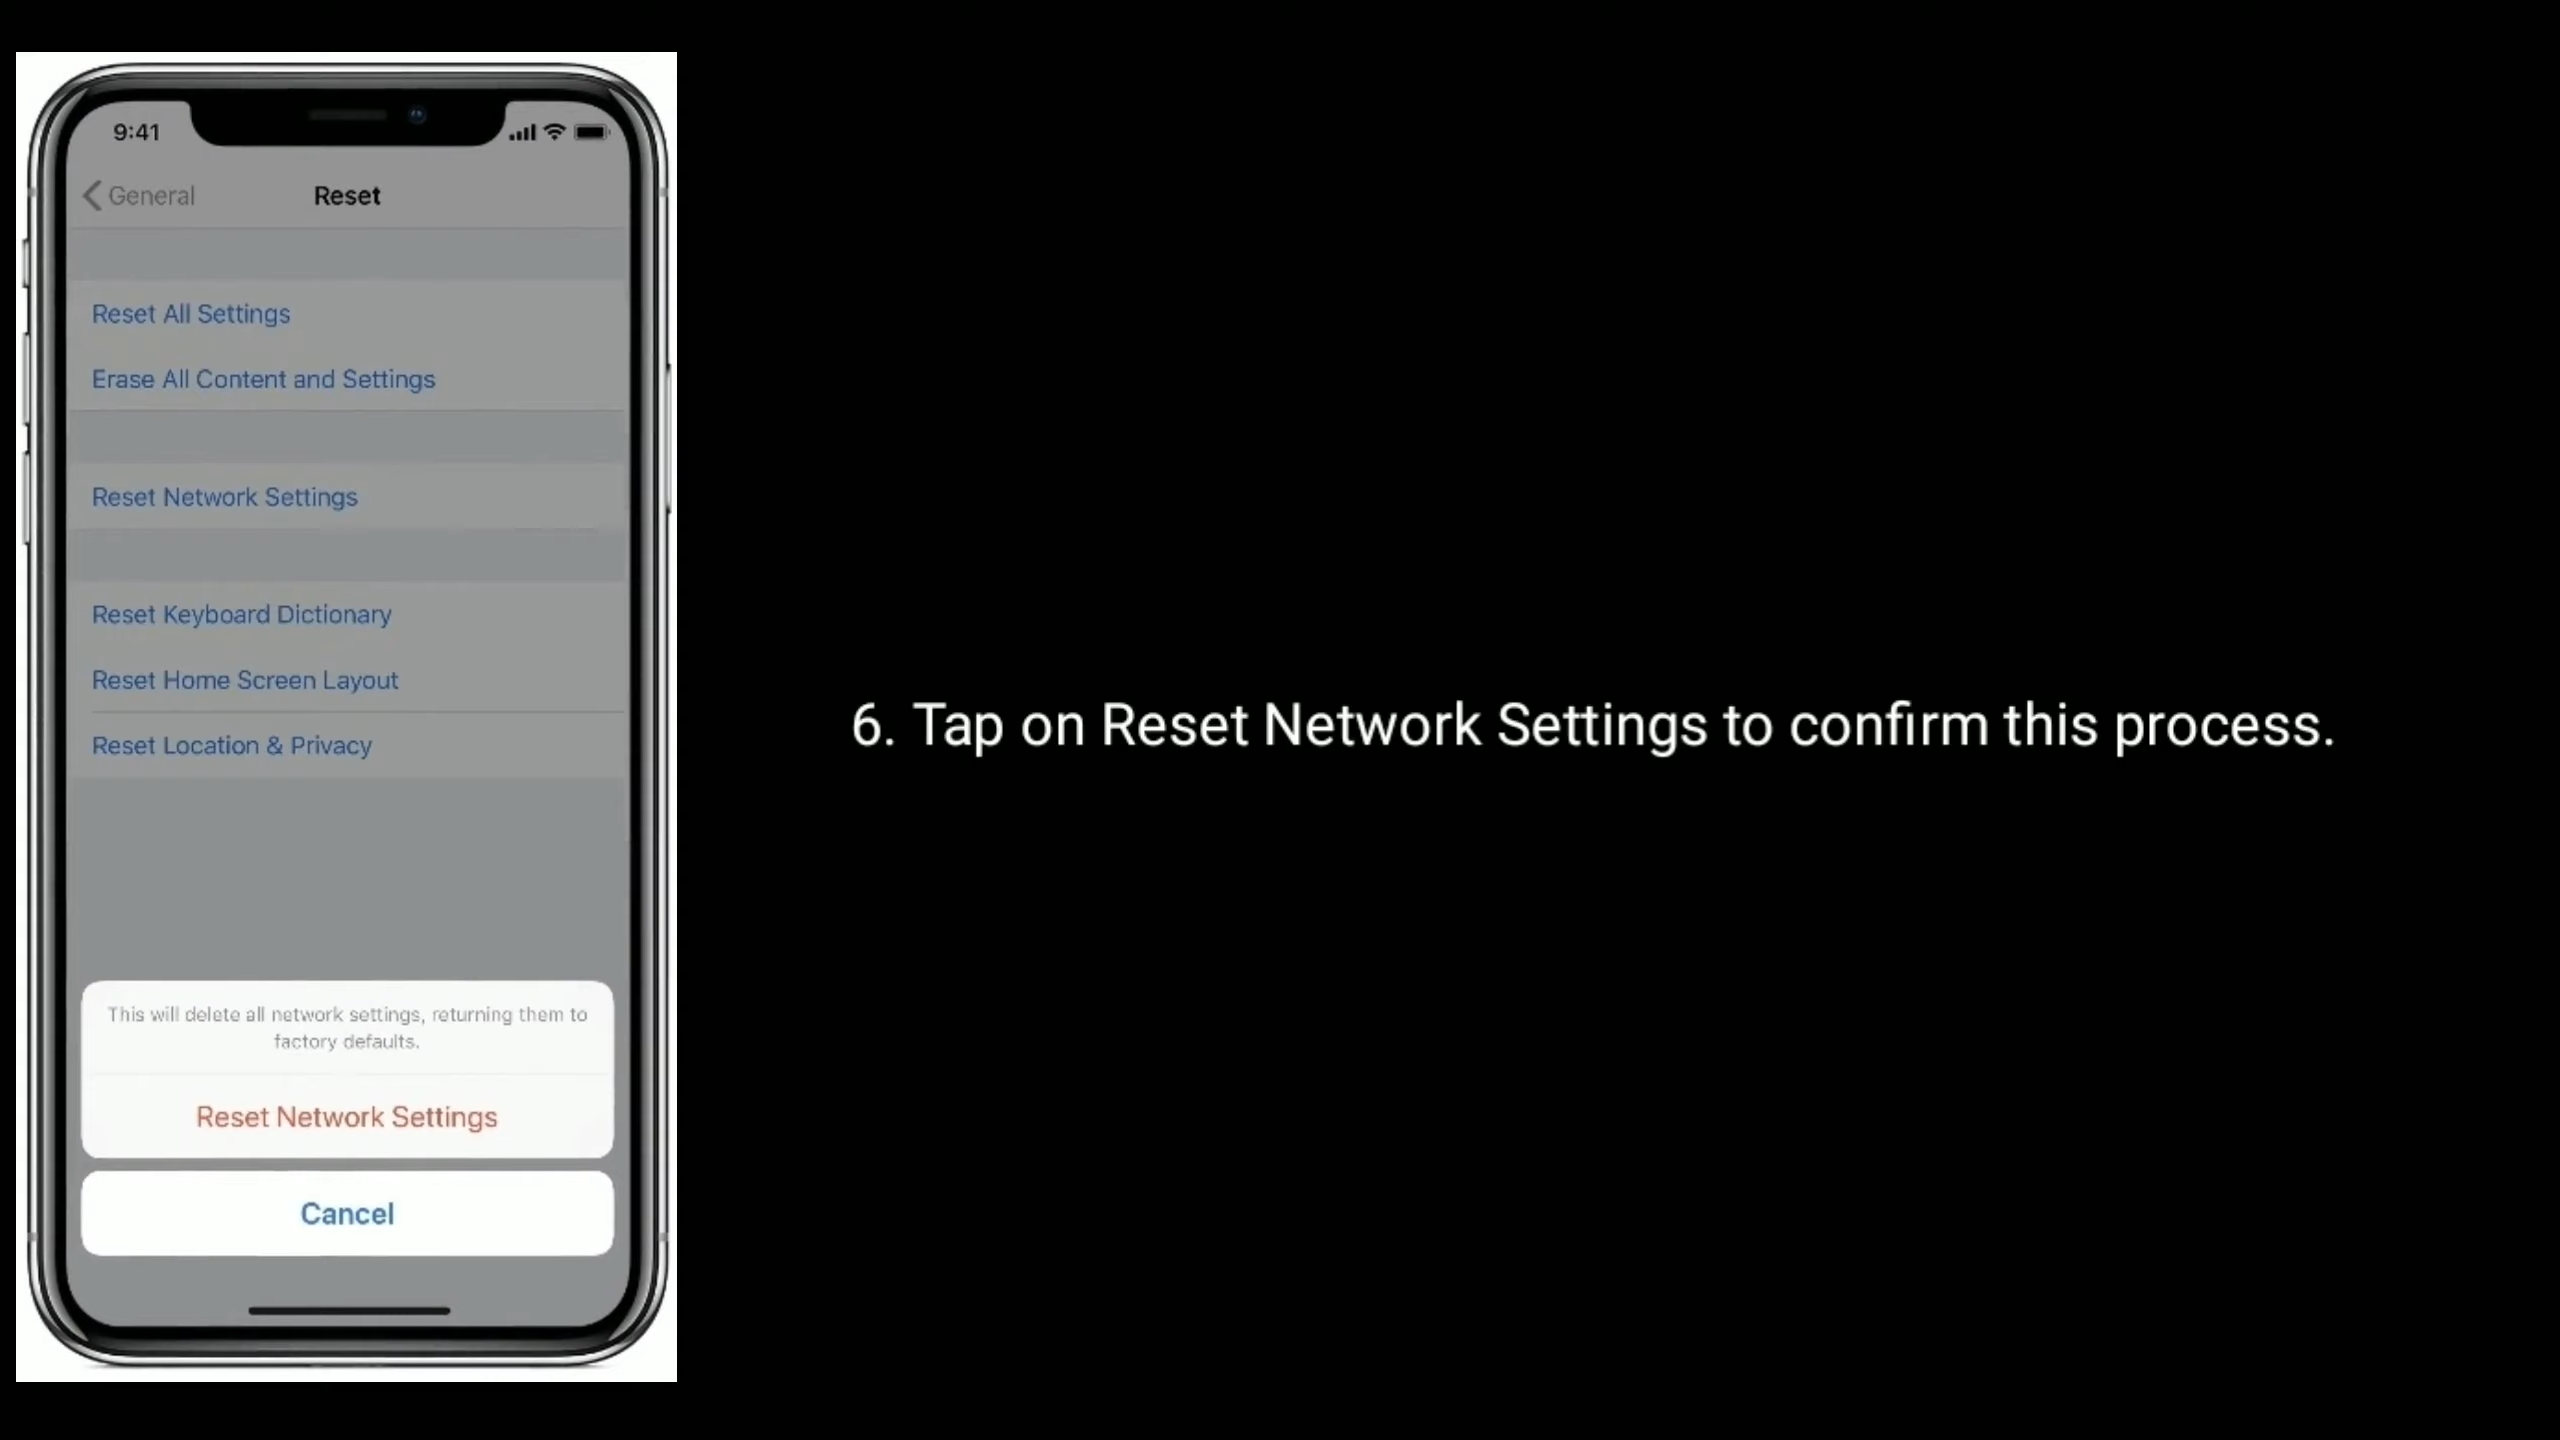 9:41
General
Reset
Reset All Settings
Erase All Content and Settings
Reset Network Settings
Reset Keyboard Dictionary
Reset Home Screen Layout
Reset Location & Privacy
This will delete all network settings, returning them to
factory defaults.
Reset Network Settings
Cancel
6. Tap on Reset Network Settings to confirm this process.